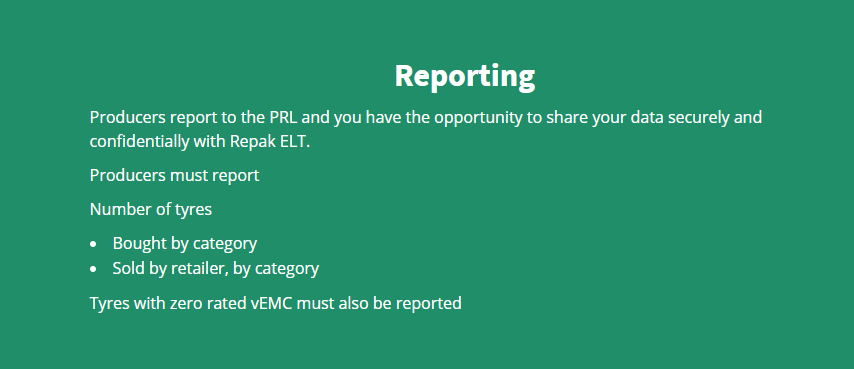 Reporting
Producers report to the PRL and you have the opportunity to share your data securely and
confidentially with Repak ELT.
Producers must report
Number of tyres
• Bought by category
• Sold by retailer, by category
Tyres with zero rated vEMC must also be reported